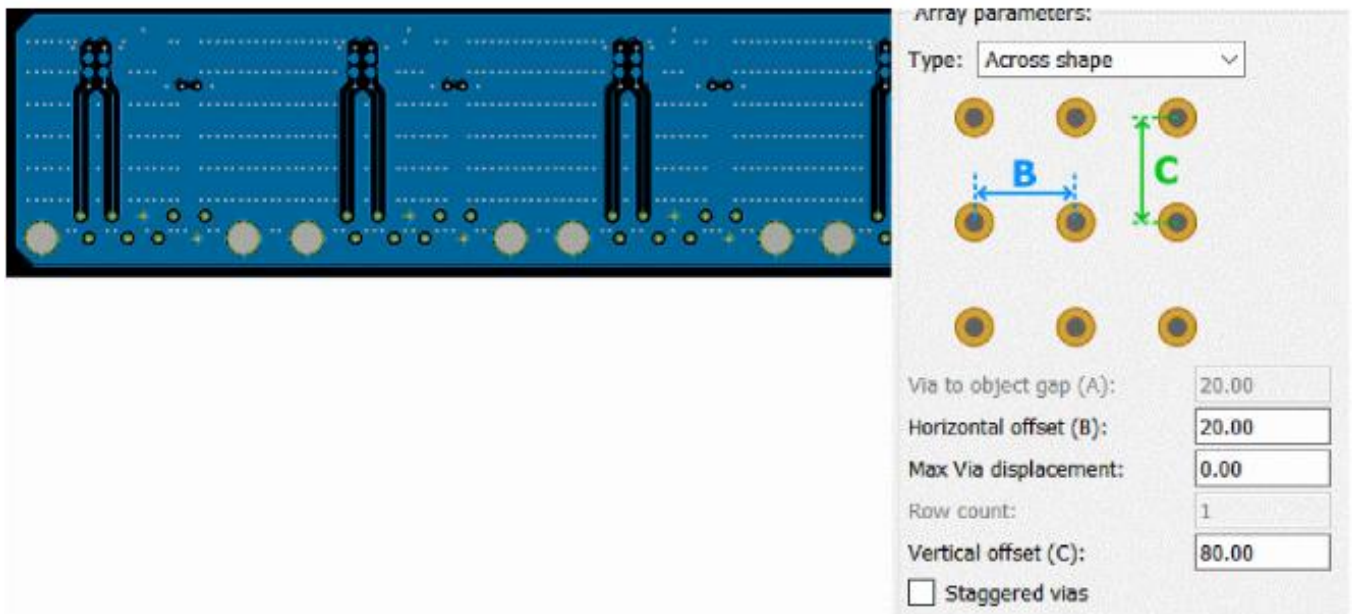 Array parameters:
Type: Across shape
C
B
Via to object gap (A): 20.00
Horizontal offset (B): 20.00
Max Via displacement: 0.00
Row count: 1
Vertical offset (C): 80.00
Staggered vias